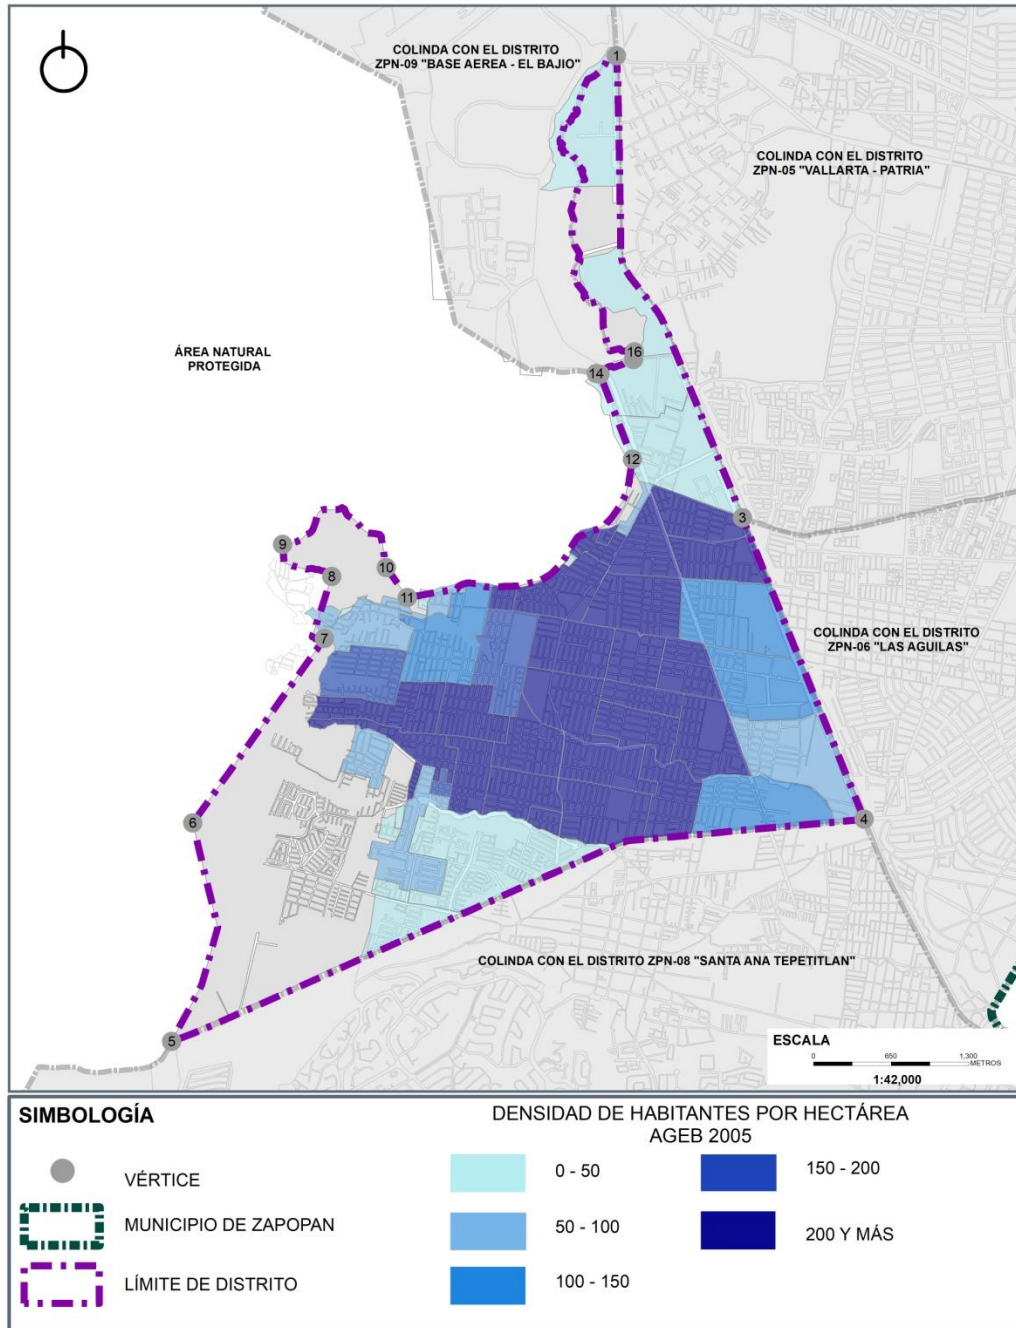 COLINDA CON EL DISTRITO
ZPN-09 "BASE AEREA - EL BAJIO"
1
COLINDA CON EL DISTRITO
ZPN-05 "VALLARTA - PATRIA"
ÁREA NATURAL
PROTEGIDA
16
14
12
3
9
8
10
11
7
COLINDA CON EL DISTRITO
ZPN-06 "LAS AGUILAS"
6
4
COLINDA CON EL DISTRITO ZPN-08 "SANTA ANA TEPETITLAN"
5
ESCALA
0 650 1,300
METROS
1:42,000
SIMBOLOGÍA
VÉRTICE
MUNICIPIO DE ZAPOPAN
LÍMITE DE DISTRITO
DENSIDAD DE HABITANTES POR HECTÁREA
AGEB 2005
0 - 50
50 - 100
100 - 150
150 - 200
200 Y MÁS